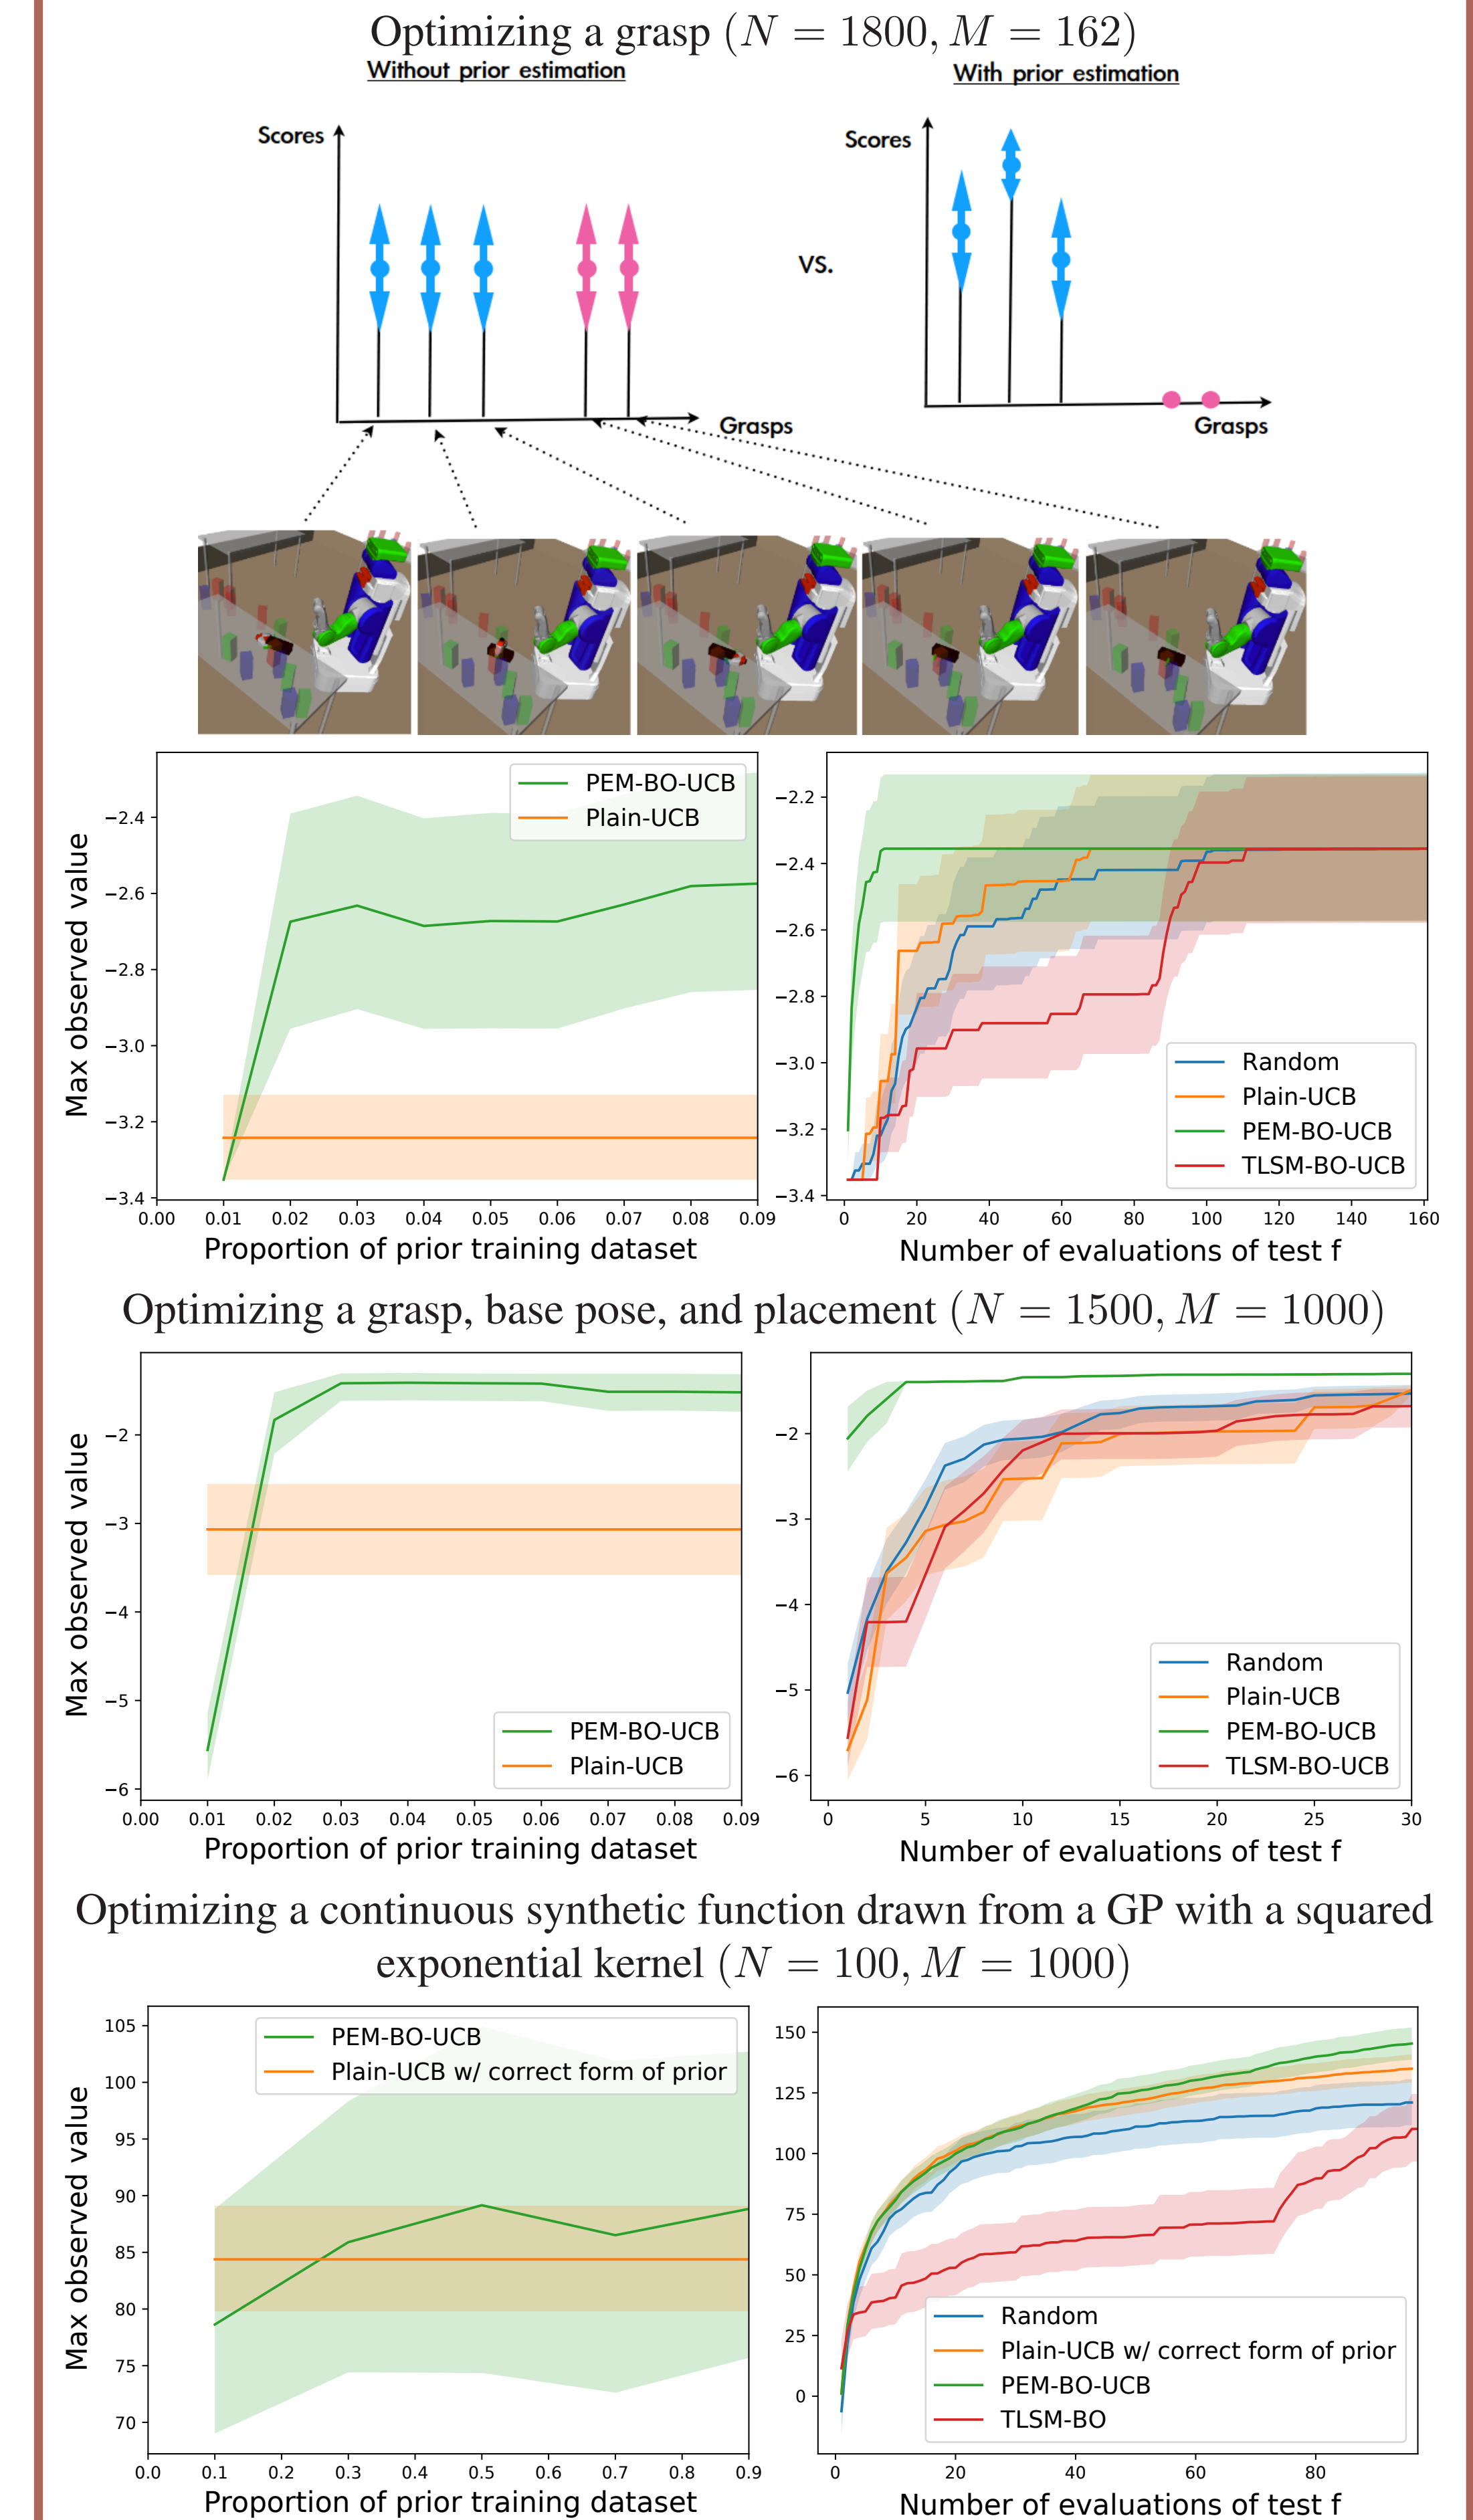 Optimizing a grasp (N = 1800, M = 162)
Without prior estimation
With prior estimation
Scores
Scores
VS.
Grasps
Grasps
Max observed value
−2.4
−2.6
−2.8
−3.0
−3.2
−3.4
PEM-BO-UCB
Plain-UCB
0.00 0.01 0.02 0.03 0.04 0.05 0.06 0.07 0.08 0.09
Proportion of prior training dataset
−2.2
−2.4
−2.6
−2.8
−3.0
−3.2
−3.4
Random
Plain-UCB
PEM-BO-UCB
TLSM-BO-UCB
0 20 40 60 80 100 120 140 160
Number of evaluations of test f
Optimizing a grasp, base pose, and placement (N = 1500, M = 1000)
Max observed value
−2
−3
−4
−5
−6
PEM-BO-UCB
Plain-UCB
0.00 0.01 0.02 0.03 0.04 0.05 0.06 0.07 0.08 0.09
Proportion of prior training dataset
−2
−3
−4
−5
−6
Random
Plain-UCB
PEM-BO-UCB
TLSM-BO-UCB
0 5 10 15 20 25 30
Number of evaluations of test f
Optimizing a continuous synthetic function drawn from a GP with a squared
exponential kernel (N = 100, M = 1000)
Max observed value
105
100
95
90
85
80
75
70
PEM-BO-UCB
Plain-UCB w/ correct form of prior
0.0 0.1 0.2 0.3 0.4 0.5 0.6 0.7 0.8 0.9
Proportion of prior training dataset
150
125
100
75
50
25
0
Random
Plain-UCB w/ correct form of prior
PEM-BO-UCB
TLSM-BO
0 20 40 60 80
Number of evaluations of test f